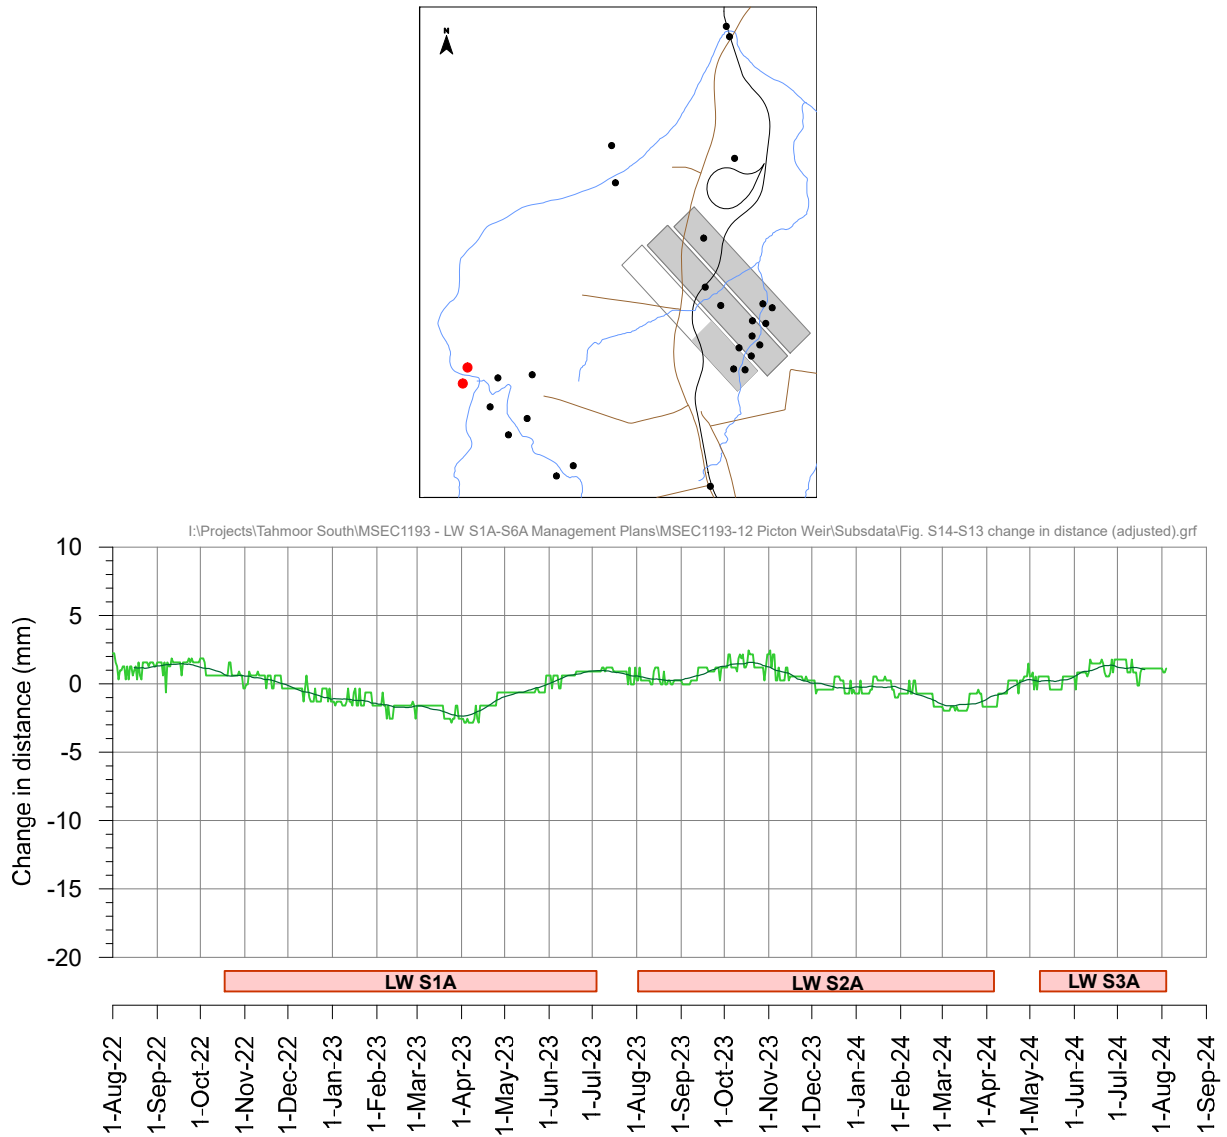 N
I:\Projects\Tahmoor South\MSEC1193 - LW S1A-S6A Management Plans\MSEC1193-12 Picton Weir\Subsdata\Fig. S14-S13 change in distance (adjusted).grf
10
5
0
-5
-10
-15
-20
Change in distance (mm)
LW S1A
LW S2A
LW S3A
1-Aug-22
1-Sep-22
1-Oct-22
1-Nov-22
1-Dec-22
1-Jan-23
1-Feb-23
1-Mar-23
1-Apr-23
1-May-23
1-Jun-23
1-Jul-23
1-Aug-23
1-Sep-23
1-Oct-23
1-Nov-23
1-Dec-23
1-Jan-24
1-Feb-24
1-Mar-24
1-Apr-24
1-May-24
1-Jun-24
1-Jul-24
1-Aug-24
1-Sep-24